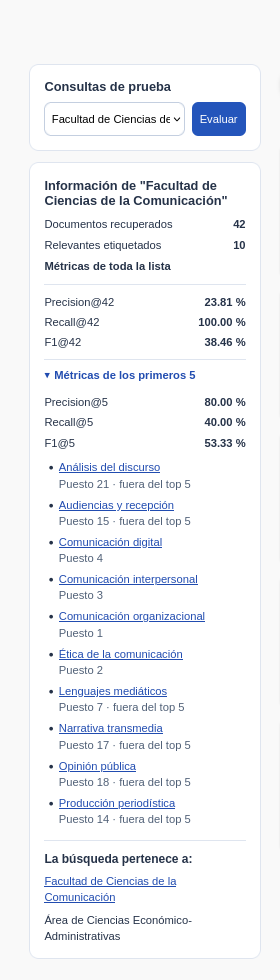 Consultas de prueba
Facultad de Ciencias de
Evaluar
Información de "Facultad de
Ciencias de la Comunicación"
Documentos recuperados 42
Relevantes etiquetados 10
Métricas de toda la lista
Precision@42 23.81 %
Recall@42 100.00 %
F1@42 38.46 %
▾ Métricas de los primeros 5
Precision@5 80.00 %
Recall@5 40.00 %
F1@5 53.33 %
• Análisis del discurso
Puesto 21 · fuera del top 5
• Audiencias y recepción
Puesto 15 · fuera del top 5
• Comunicación digital
Puesto 4
• Comunicación interpersonal
Puesto 3
• Comunicación organizacional
Puesto 1
• Ética de la comunicación
Puesto 2
• Lenguajes mediáticos
Puesto 7 · fuera del top 5
• Narrativa transmedia
Puesto 17 · fuera del top 5
• Opinión pública
Puesto 18 · fuera del top 5
• Producción periodística
Puesto 14 · fuera del top 5
La búsqueda pertenece a:
Facultad de Ciencias de la
Comunicación
Área de Ciencias Económico-
Administrativas